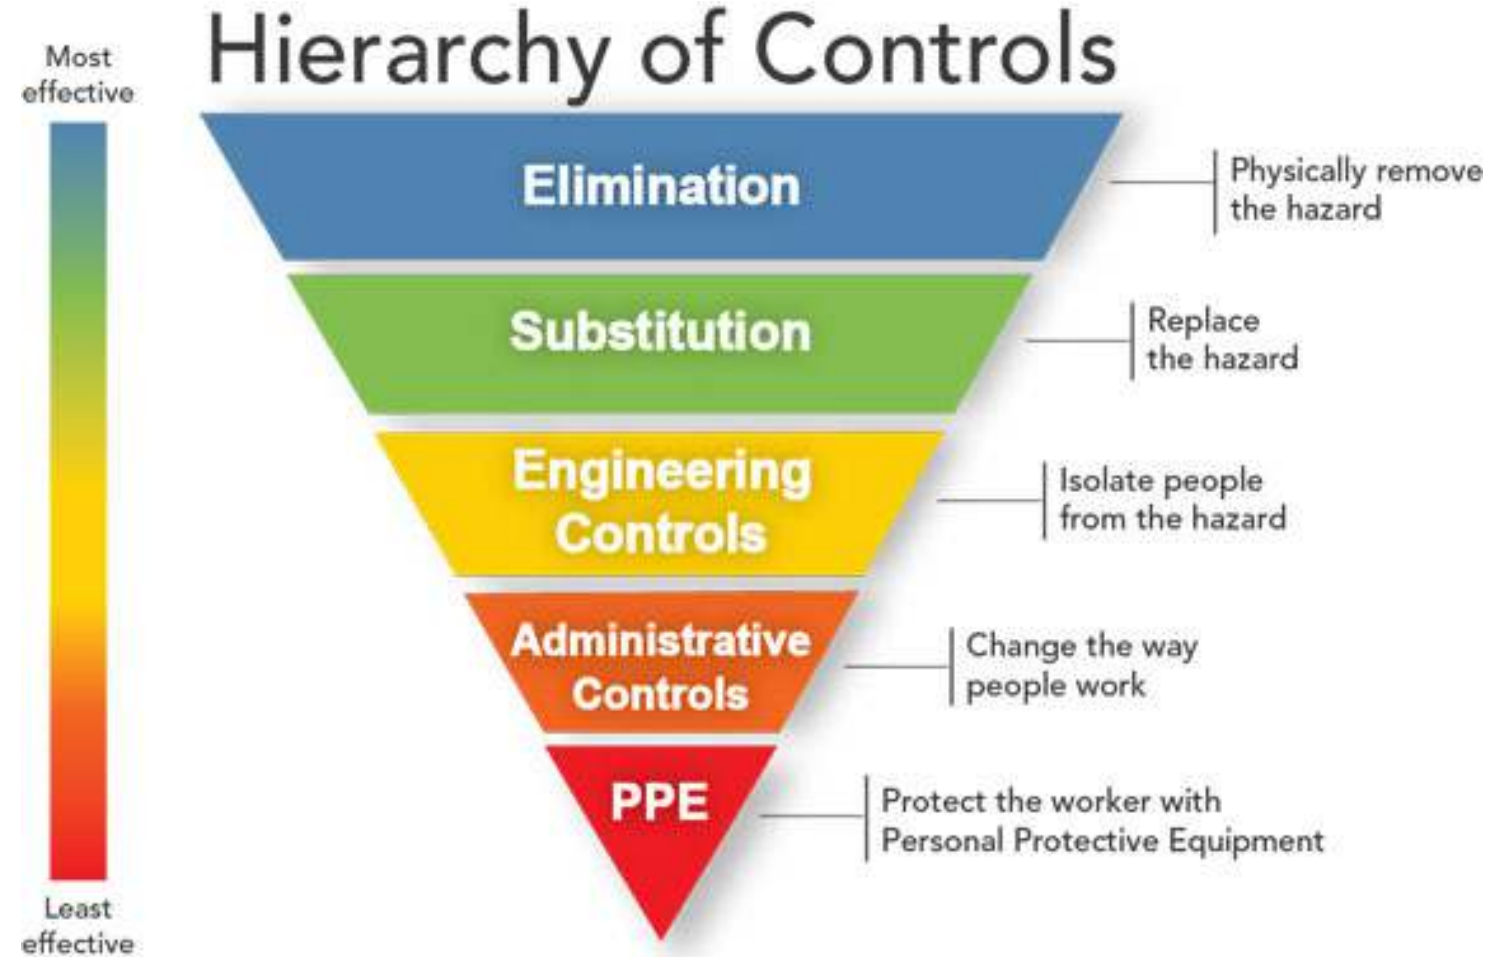 Hierarchy of Controls
Most
effective
Elimination
Physically remove
the hazard
Substitution
Replace
the hazard
Engineering
Controls
Isolate people
from the hazard
Administrative
Controls
Change the way
people work
PPE
Protect the worker with
Personal Protective Equipment
Least
effective